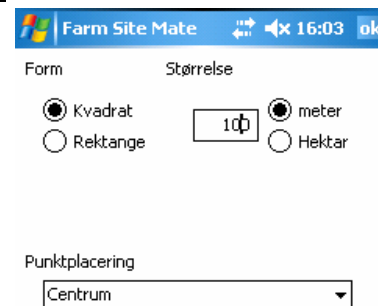 Farm Site Mate 16:03 ok
Form Størrelse
Kvadrat 100 meter
Rektange Hektar
Punktplacering
Centrum